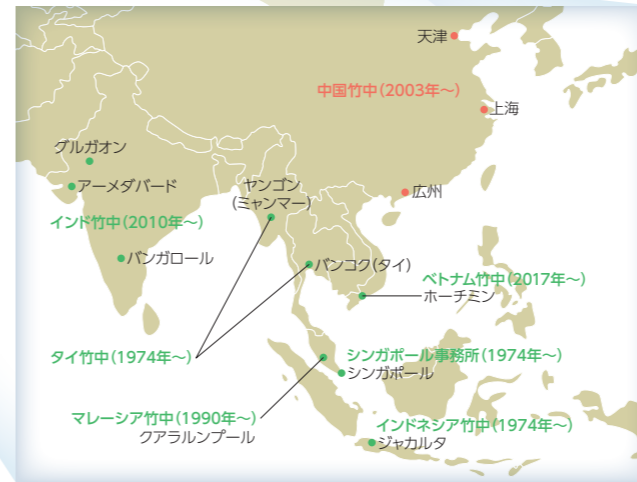 天津
中国竹中(2003年～)
上海
グルガオン
アーメダバード
ヤンゴン
(ミャンマー)
広州
インド竹中(2010年～)
バンガロール
バンコク(タイ)
ベトナム竹中(2017年～)
ホーチミン
タイ竹中(1974年～)
シンガポール事務所(1974年～)
シンガポール
マレーシア竹中(1990年～)
クアラルンプール
インドネシア竹中(1974年～)
ジャカルタ